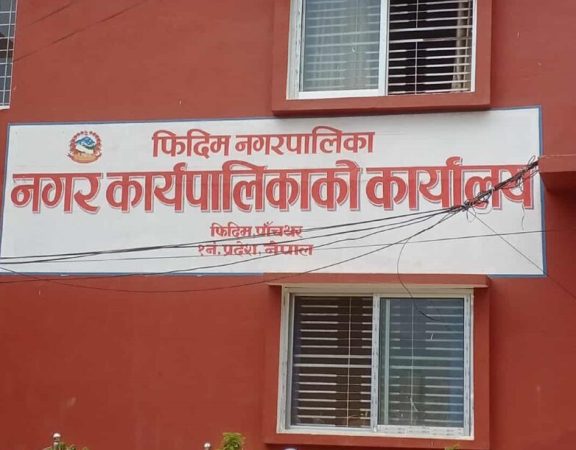 फिदिम नगरपालिका
नगर कार्यपालिकाको कार्यालय
फिदिम, पाँचथर
१नं. प्रदेश, नेपाल